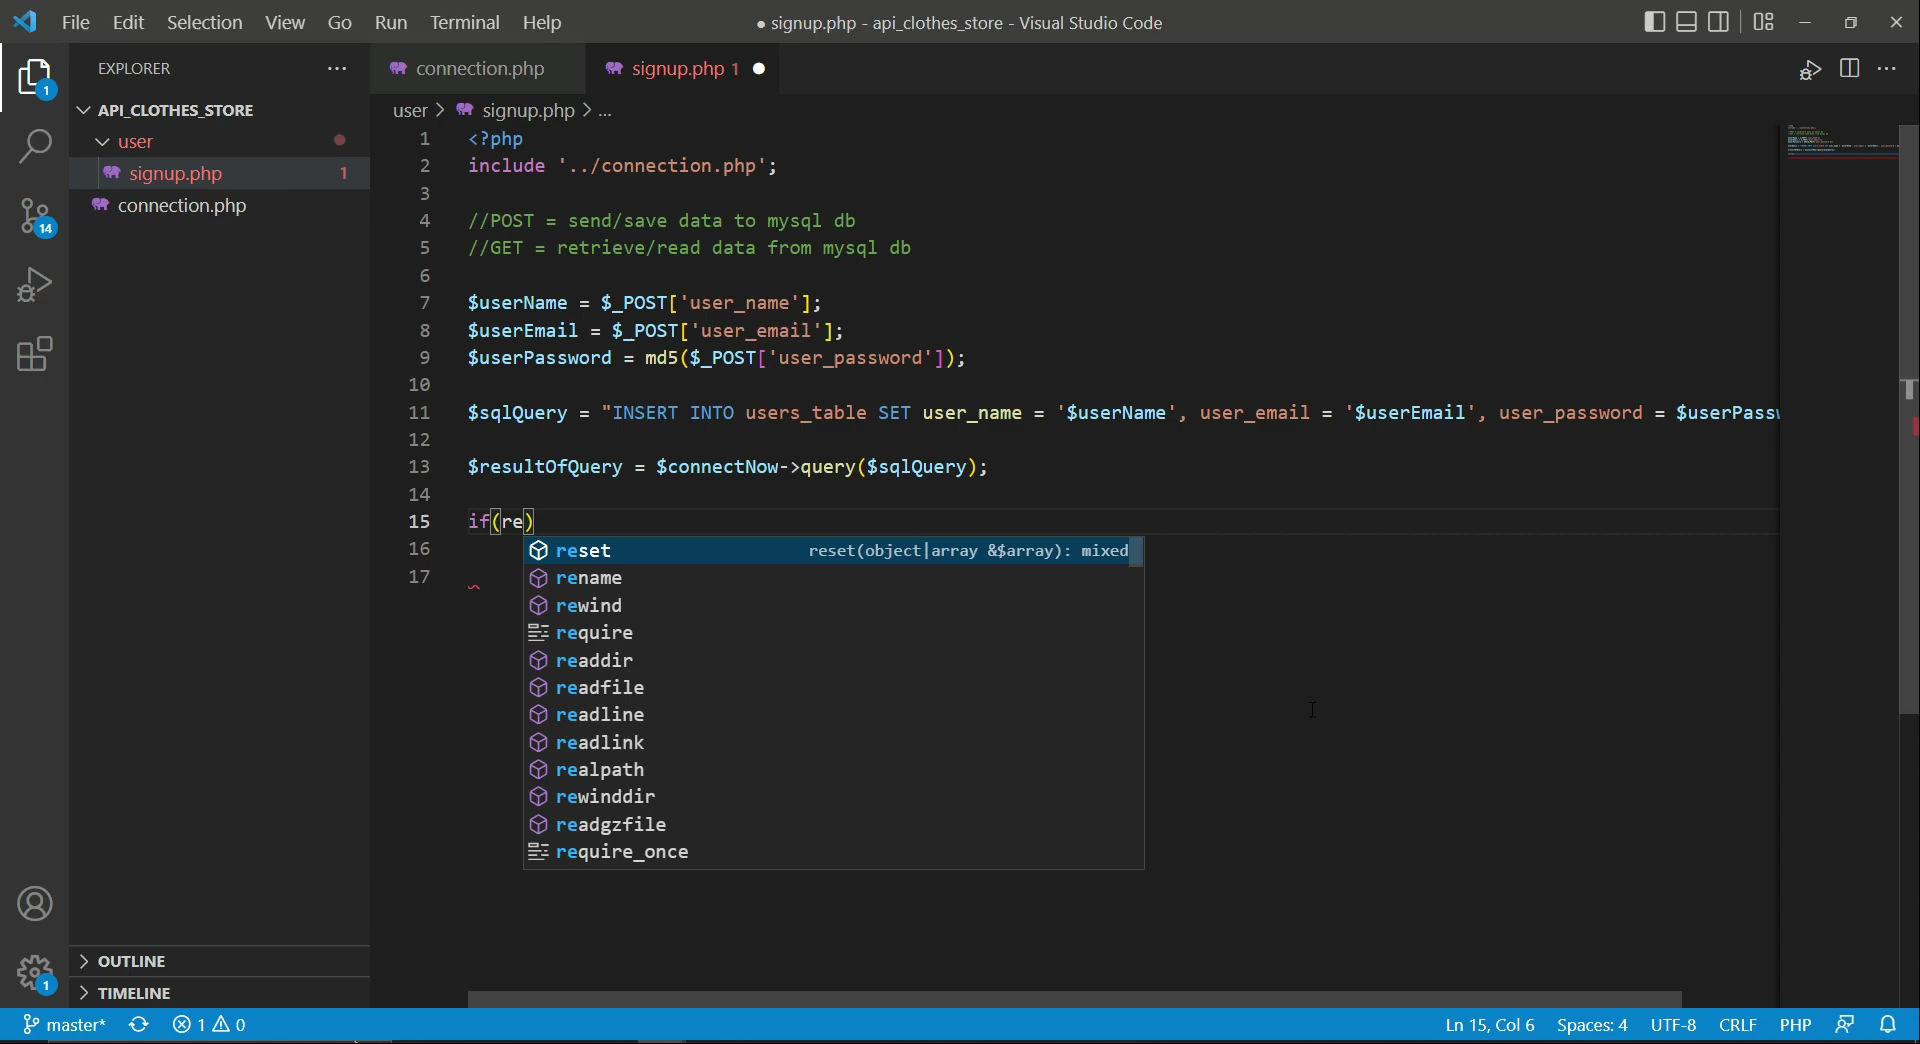 File Edit Selection View Go Run Terminal Help
● signup.php - api_clothes_store - Visual Studio Code
EXPLORER
connection.php
signup.php 1
API_CLOTHES_STORE
user
signup.php 1
connection.php
user > signup.php > ...
1 <?php
2 include '../connection.php';
3
4 //POST = send/save data to mysql db
5 //GET = retrieve/read data from mysql db
6
7 $userName = $_POST['user_name'];
8 $userEmail = $_POST['user_email'];
9 $userPassword = md5($_POST['user_password']);
10
11 $sqlQuery = "INSERT INTO users_table SET user_name = '$userName', user_email = '$userEmail', user_password = $userPassw
12
13 $resultOfQuery = $connectNow->query($sqlQuery);
14
15 if(re)
16
17
reset reset(object|array &$array): mixed
rename
rewind
require
readdir
readfile
readline
readlink
realpath
rewinddir
readgzfile
require_once
1
14
1
OUTLINE
TIMELINE
master* 1 0
Ln 15, Col 6 Spaces: 4 UTF-8 CRLF PHP